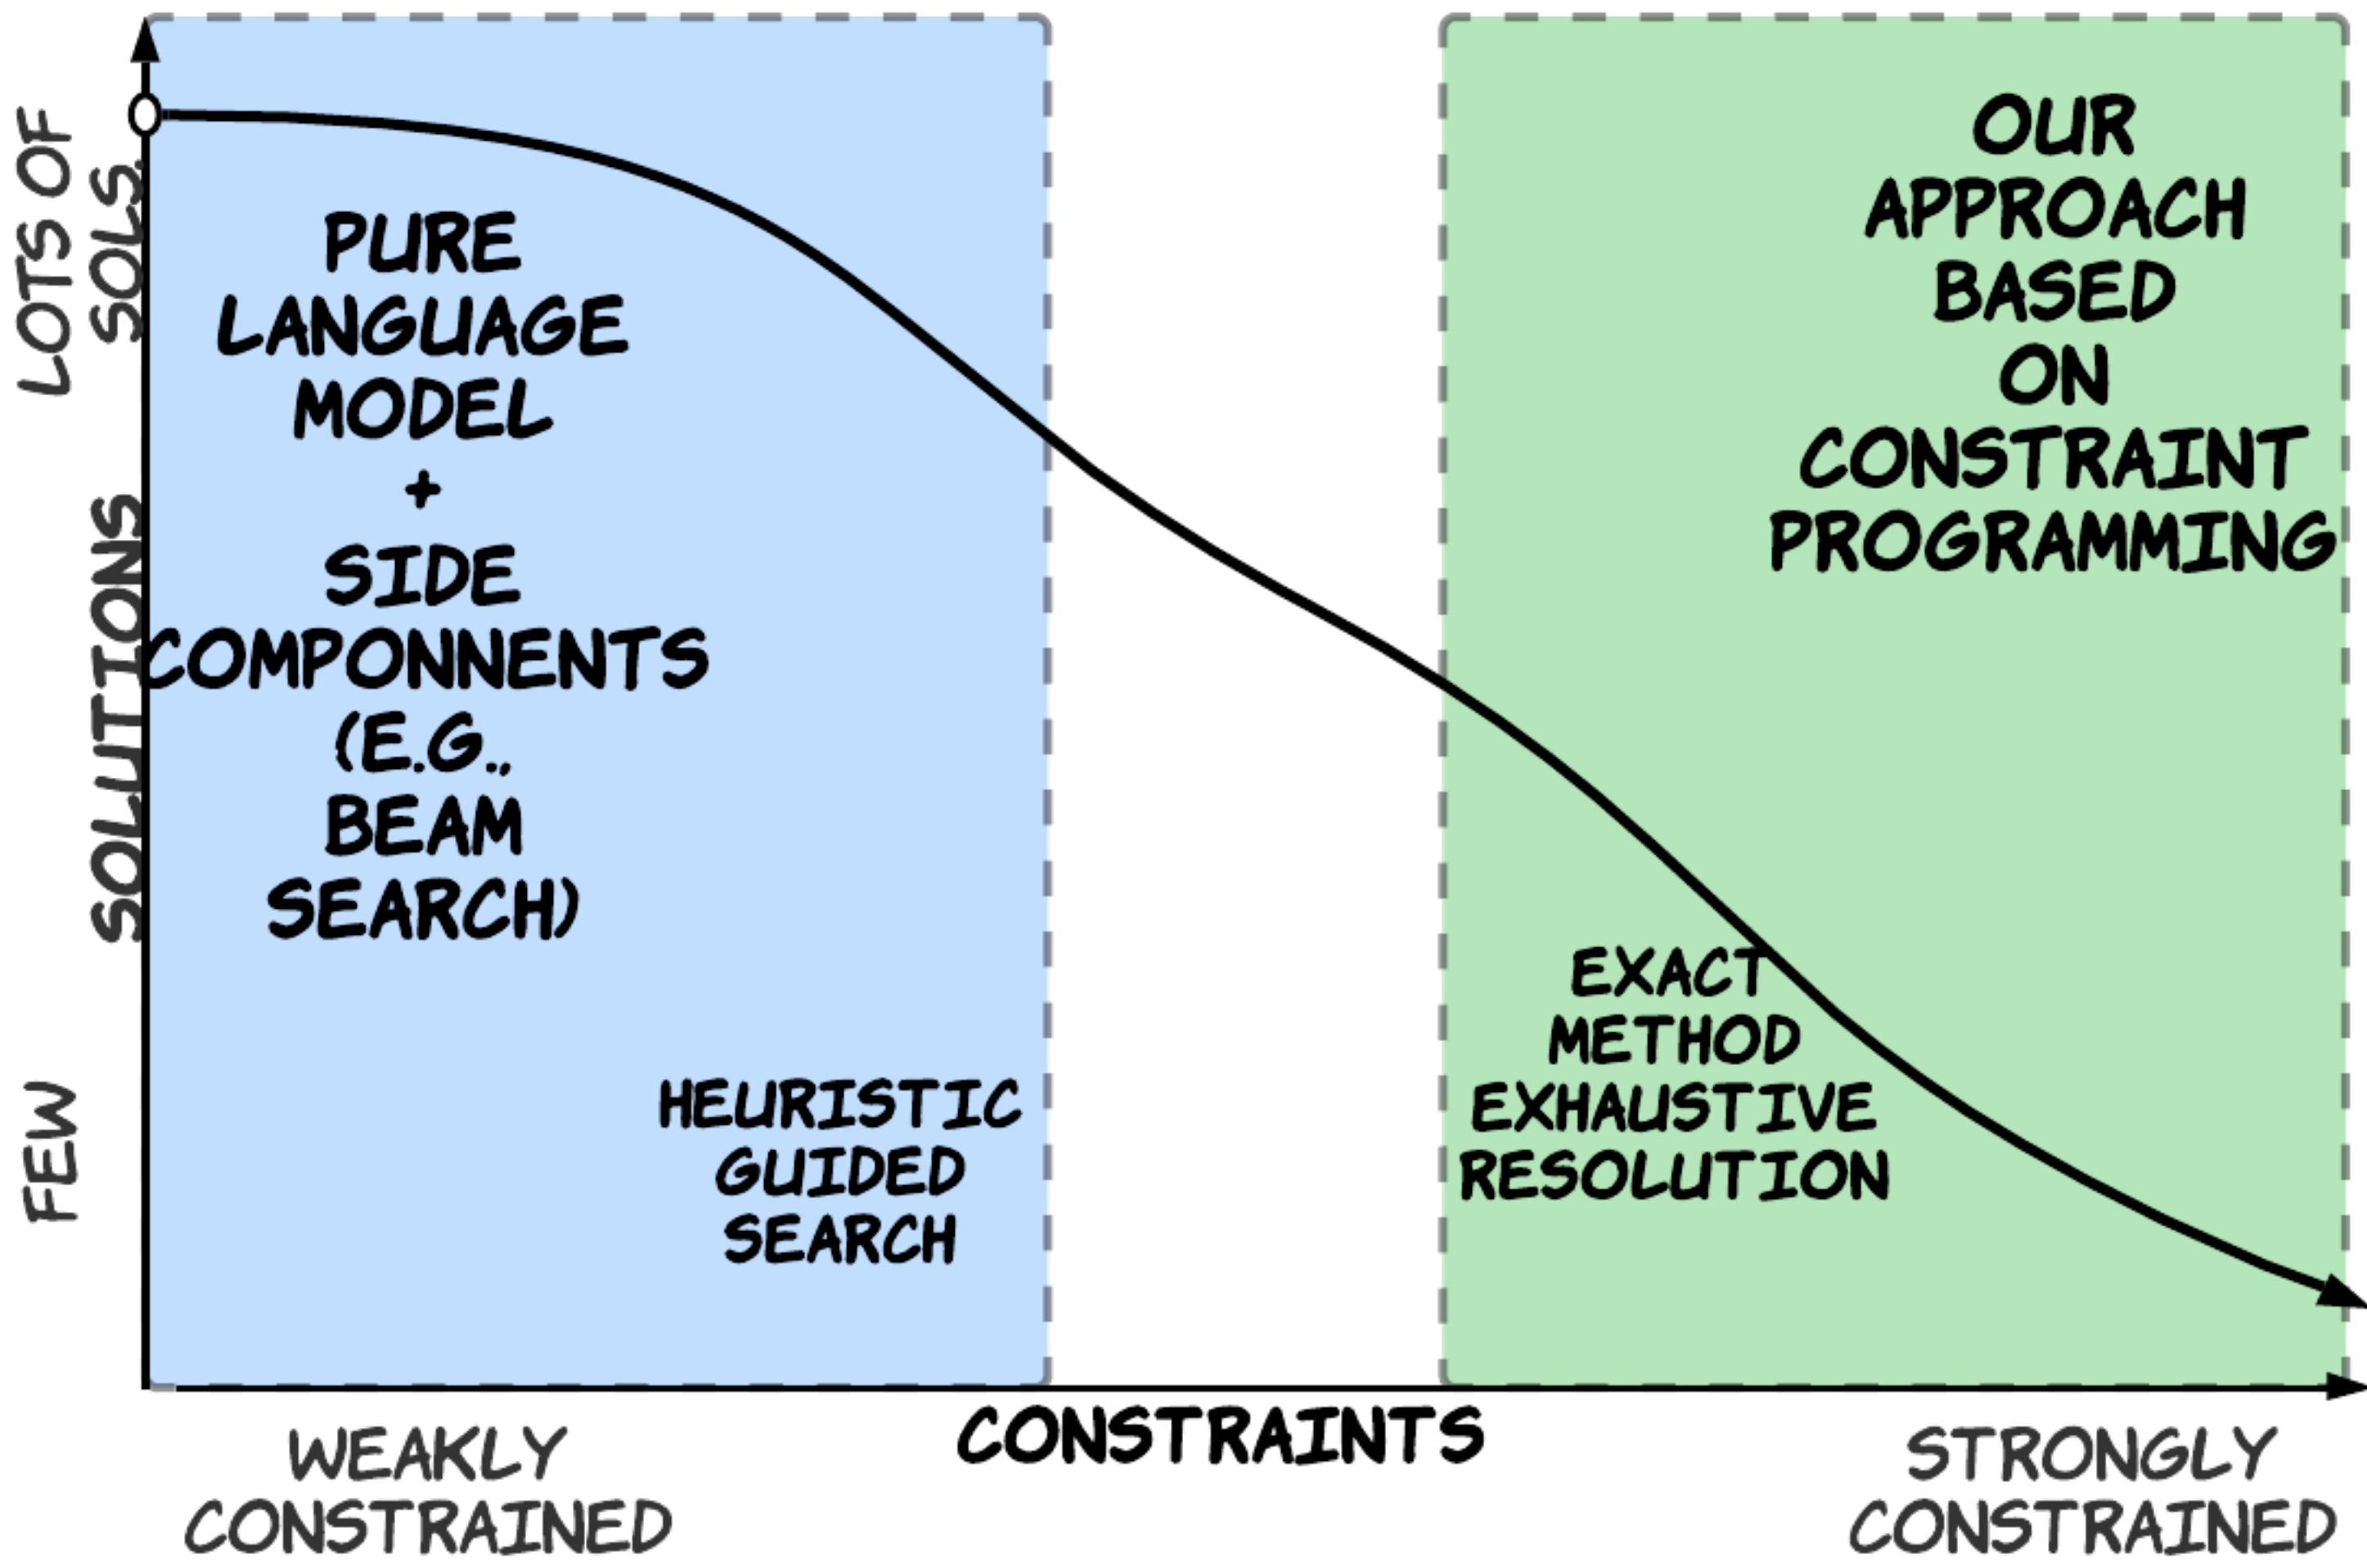 LOTS OF
SOLS.
SOLUTIONS
FEW
PURE
LANGUAGE
MODEL
+
SIDE
COMPONNENTS
(E.G.,
BEAM
SEARCH)
HEURISTIC
GUIDED
SEARCH
OUR
APPROACH
BASED
ON
CONSTRAINT
PROGRAMMING
EXACT
METHOD
EXHAUSTIVE
RESOLUTION
CONSTRAINTS
WEAKLY
CONSTRAINED
STRONGLY
CONSTRAINED